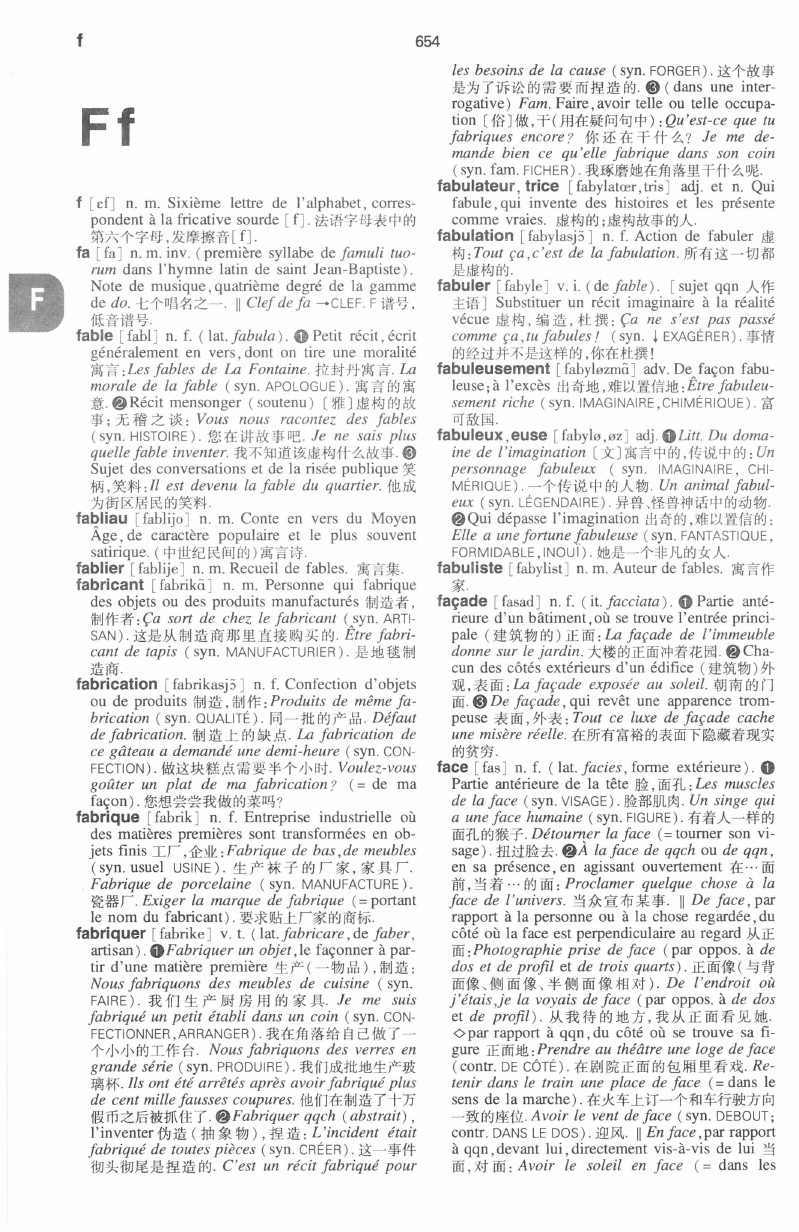 f
654
Ff
f [ɛf] n. m. Sixième lettre de l'alphabet, corres-
pondent à la fricative sourde [f]. 法语字母表中的
第六个字母,发摩擦音[f].
fa [fa] n. m. inv. (première syllabe de famuli tuo-
rum dans l'hymne latin de saint Jean-Baptiste).
Note de musique, quatrième degré de la gamme
de do. 七个唱名之一. ‖ Clef de fa →CLEF. F 谱号,
低音谱号.
fable [fabl] n. f. (lat. fabula). ❶ Petit récit, écrit
généralement en vers, dont on tire une moralité
寓言:Les fables de La Fontaine. 拉封丹寓言. La
morale de la fable (syn. APOLOGUE). 寓言的寓
意. ❷ Récit mensonger (soutenu) 〔雅〕虚构的故
事;无稽之谈: Vous nous racontez des fables
(syn. HISTOIRE). 您在讲故事吧. Je ne sais plus
quelle fable inventer. 我不知道该虚构什么故事. ❸
Sujet des conversations et de la risée publique 笑
柄,笑料:Il est devenu la fable du quartier. 他成
为街区居民的笑料.
fabliau [fablijo] n. m. Conte en vers du Moyen
Âge, de caractère populaire et le plus souvent
satirique. (中世纪民间的)寓言诗.
fablier [fablije] n. m. Recueil de fables. 寓言集.
fabricant [fabrikɑ̃] n. m. Personne qui fabrique
des objets ou des produits manufacturés 制造者,
制作者:Ça sort de chez le fabricant (syn. ARTI-
SAN). 这是从制造商那里直接购买的. Être fabri-
cant de tapis (syn. MANUFACTURIER). 是地毯制
造商.
fabrication [fabrikasjɔ̃] n. f. Confection d'objets
ou de produits 制造,制作:Produits de même fa-
brication (syn. QUALITÉ). 同一批的产品. Défaut
de fabrication. 制造上的缺点. La fabrication de
ce gâteau a demandé une demi-heure (syn. CON-
FECTION). 做这块糕点需要半个小时. Voulez-vous
goûter un plat de ma fabrication? (= de ma
façon). 您想尝尝我做的菜吗?
fabrique [fabrik] n. f. Entreprise industrielle où
des matières premières sont transformées en ob-
jets finis 工厂,企业:Fabrique de bas, de meubles
(syn. usuel USINE). 生产袜子的厂家,家具厂.
Fabrique de porcelaine (syn. MANUFACTURE).
瓷器厂. Exiger la marque de fabrique (= portant
le nom du fabricant). 要求贴上厂家的商标.
fabriquer [fabrike] v. t. (lat. fabricare, de faber,
artisan). ❶ Fabriquer un objet, le façonner à par-
tir d'une matière première 生产(一物品),制造:
Nous fabriquons des meubles de cuisine (syn.
FAIRE). 我们生产厨房用的家具. Je me suis
fabriqué un petit établi dans un coin (syn. CON-
FECTIONNER, ARRANGER). 我在角落给自己做了一
个小小的工作台. Nous fabriquons des verres en
grande série (syn. PRODUIRE). 我们成批地生产玻
璃杯. Ils ont été arrêtés après avoir fabriqué plus
de cent mille fausses coupures. 他们在制造了十万
假币之后被抓住了. ❷ Fabriquer qqch (abstrait),
l'inventer 伪造(抽象物),捏造: L'incident était
fabriqué de toutes pièces (syn. CRÉER). 这一事件
彻头彻尾是捏造的. C'est un récit fabriqué pour
F
les besoins de la cause (syn. FORGER). 这个故事
是为了诉讼的需要而捏造的. ❸ (dans une inter-
rogative) Fam. Faire, avoir telle ou telle occupa-
tion〔俗〕做,干(用在疑问句中):Qu'est-ce que tu
fabriques encore? 你还在干什么? Je me de-
mande bien ce qu'elle fabrique dans son coin
(syn. fam. FICHER). 我琢磨她在角落里干什么呢.
fabulateur, trice [fabylatœr, tris] adj. et n. Qui
fabule, qui invente des histoires et les présente
comme vraies. 虚构的;虚构故事的人.
fabulation [fabylasjɔ̃] n. f. Action de fabuler 虚
构:Tout ça, c'est de la fabulation. 所有这一切都
是虚构的.
fabuler [fabyle] v. i. (de fable). [sujet qqn 人作
主语] Substituer un récit imaginaire à la réalité
vécue 虚构,编造,杜撰: Ça ne s'est pas passé
comme ça, tu fabules! (syn. ↓EXAGÉRER). 事情
的经过并不是这样的,你在杜撰!
fabuleusement [fabyløzmɑ̃] adv. De façon fabu-
leuse; à l'excès 出奇地,难以置信地:Être fabuleu-
sement riche (syn. IMAGINAIRE, CHIMÉRIQUE). 富
可敌国.
fabuleux, euse [fabylø, øz] adj. ❶ Litt. Du doma-
ine de l'imagination〔文〕寓言中的,传说中的:Un
personnage fabuleux (syn. IMAGINAIRE, CHI-
MÉRIQUE). 一个传说中的人物. Un animal fabul-
eux (syn. LÉGENDAIRE). 异兽、怪兽神话中的动物.
❷ Qui dépasse l'imagination 出奇的,难以置信的:
Elle a une fortune fabuleuse (syn. FANTASTIQUE,
FORMIDABLE, INOUÏ). 她是一个非凡的女人.
fabuliste [fabylist] n. m. Auteur de fables. 寓言作
家.
façade [fasad] n. f. (it. facciata). ❶ Partie anté-
rieure d'un bâtiment, où se trouve l'entrée princi-
pale (建筑物的)正面:La façade de l'immeuble
donne sur le jardin. 大楼的正面冲着花园. ❷ Cha-
cun des côtés extérieurs d'un édifice (建筑物)外
观,表面:La façade exposée au soleil. 朝南的门
面. ❸ De façade, qui revêt une apparence trom-
peuse 表面,外表:Tout ce luxe de façade cache
une misère réelle. 在所有富裕的表面下隐藏着现实
的贫穷.
face [fas] n. f. (lat. facies, forme extérieure). ❶
Partie antérieure de la tête 脸,面孔:Les muscles
de la face (syn. VISAGE). 脸部肌肉. Un singe qui
a une face humaine (syn. FIGURE). 有着人一样的
面孔的猴子. Détourner la face (= tourner son vi-
sage). 扭过脸去. ❷ À la face de qqch ou de qqn,
en sa présence, en agissant ouvertement 在…面
前,当着…的面: Proclamer quelque chose à la
face de l'univers. 当众宣布某事. ‖ De face, par
rapport à la personne ou à la chose regardée, du
côté où la face est perpendiculaire au regard 从正
面:Photographie prise de face (par oppos. à de
dos et de profil et de trois quarts). 正面像(与背
面像、侧面像、半侧面像相对). De l'endroit où
j'étais, je la voyais de face (par oppos. à de dos
et de profil). 从我待的地方,我从正面看见她.
◇ par rapport à qqn, du côté où se trouve sa fi-
gure 正面地:Prendre au théâtre une loge de face
(contr. DE CÔTÉ). 在剧院正面的包厢里看戏. Re-
tenir dans le train une place de face (= dans le
sens de la marche). 在火车上订一个和车行驶方向
一致的座位. Avoir le vent de face (syn. DEBOUT;
contr. DANS LE DOS). 迎风. ‖ En face, par rapport
à qqn, devant lui, directement vis-à-vis de lui 当
面,对面: Avoir le soleil en face (= dans les